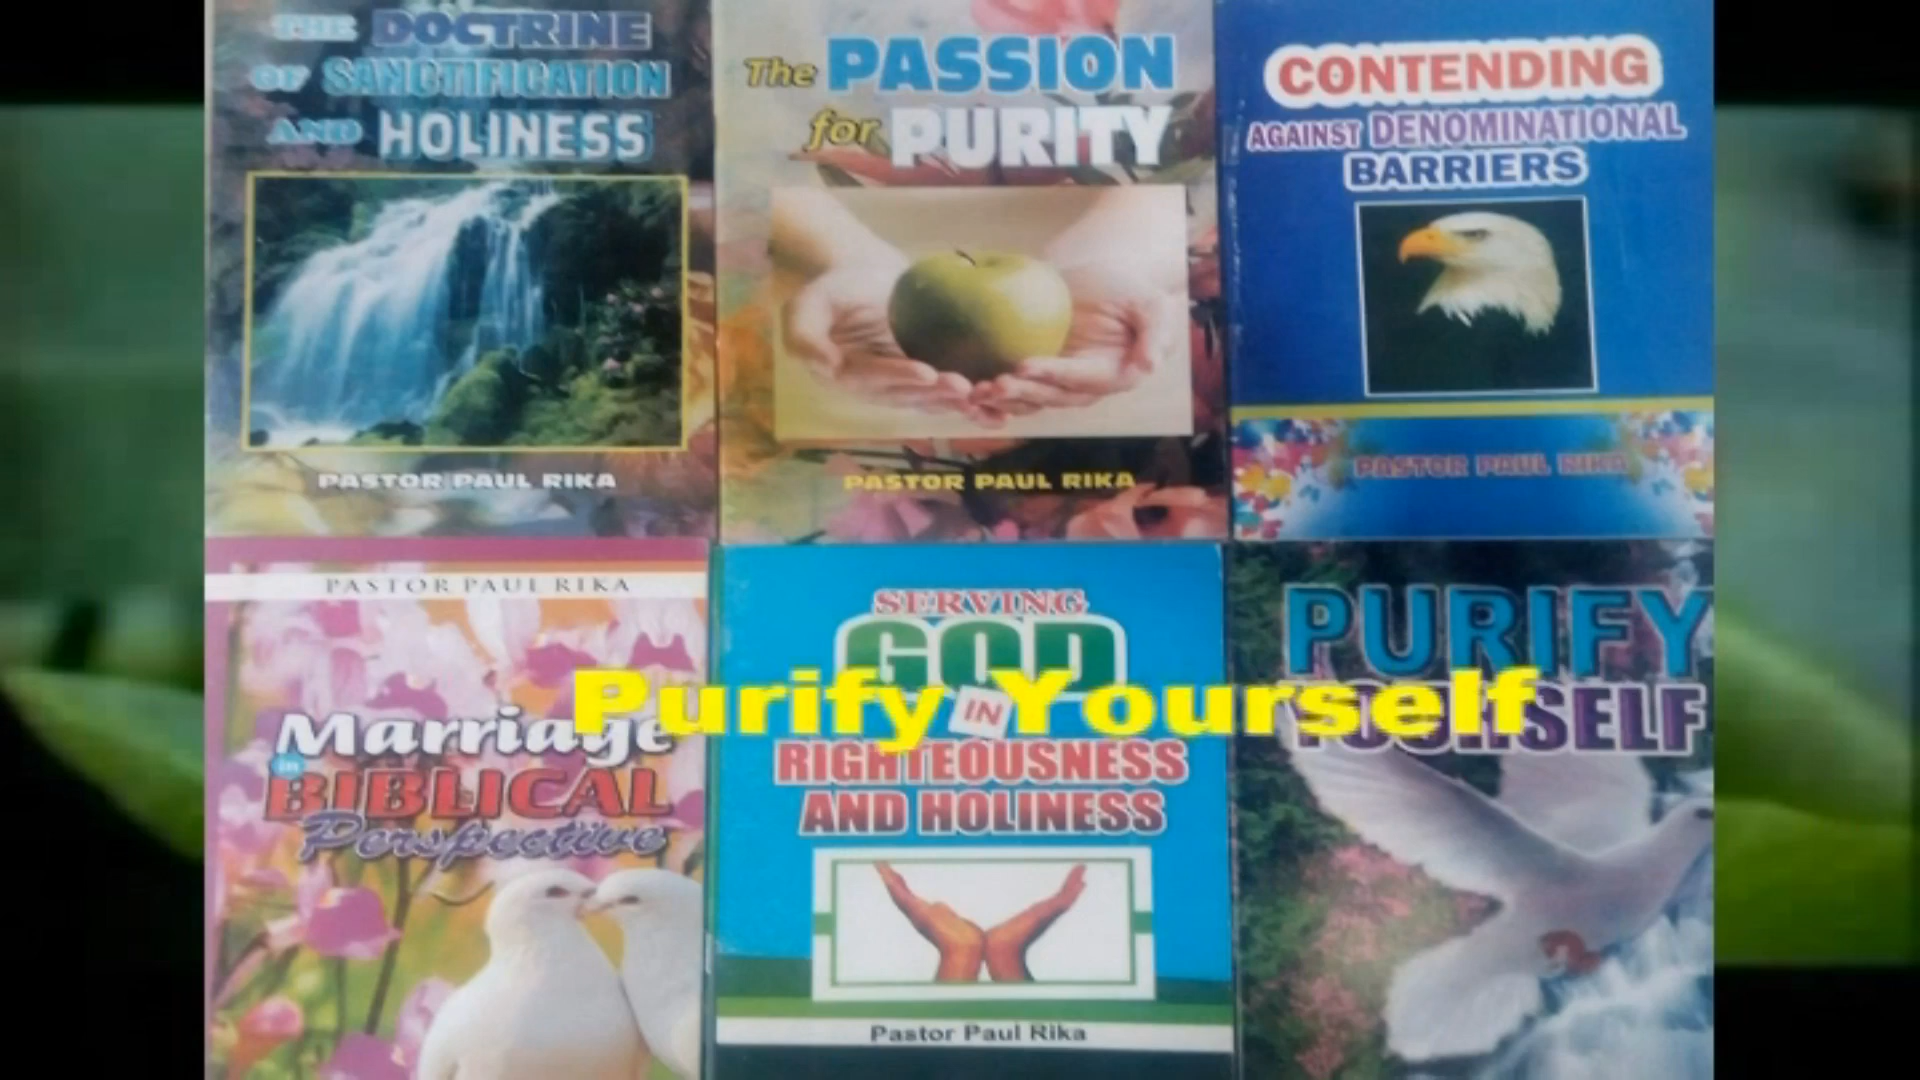 THE DOCTRINE
OF SANCTIFICATION
AND HOLINESS
PASTOR PAUL RIKA
The PASSION
for PURITY
PASTOR PAUL RIKA
CONTENDING
AGAINST DENOMINATIONAL
BARRIERS
PASTOR PAUL RIKA
PASTOR PAUL RIKA
Marriage
in
BIBLICAL
Perspective
SERVING
GOD
IN
RIGHTEOUSNESS
AND HOLINESS
Pastor Paul Rika
PURIFY
YOURSELF
Purify Yourself